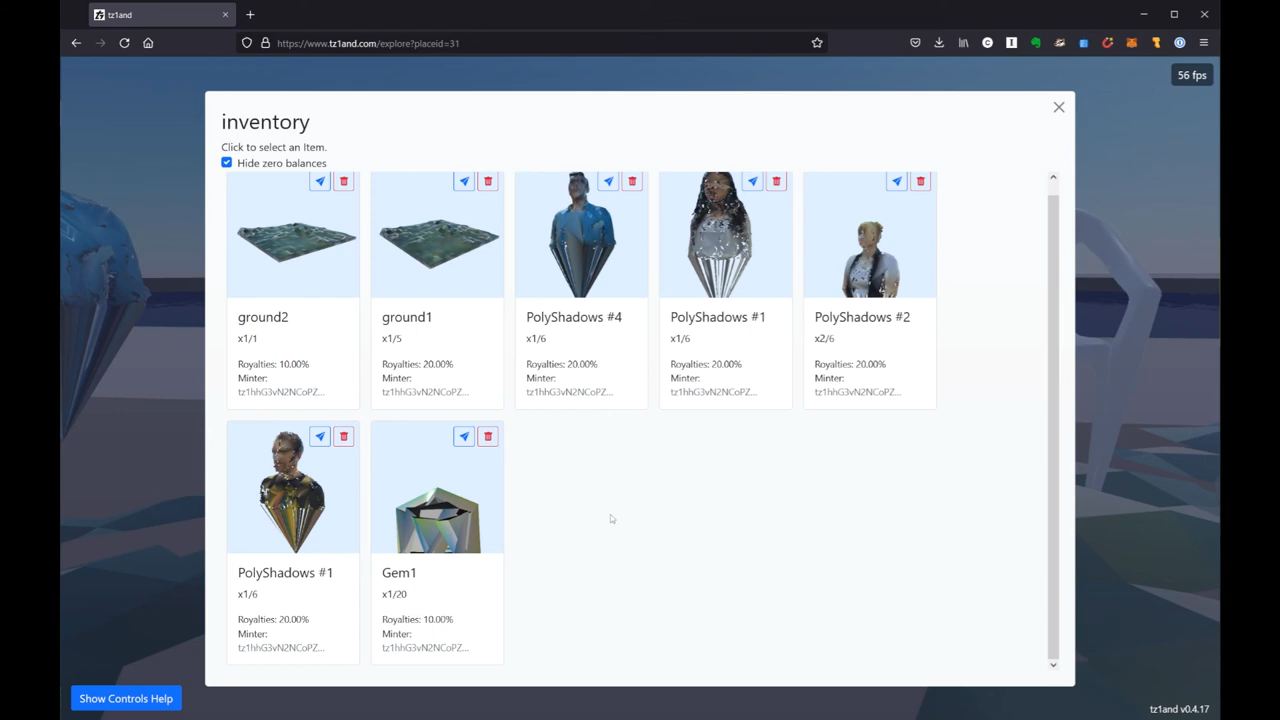 tz1and
https://www.tz1and.com/explore?placeid=31
56 fps
inventory
Click to select an Item.
Hide zero balances
ground2
x1/1
Royalties: 10.00%
Minter:
tz1hhG3vN2NCoPZ...
ground1
x1/5
Royalties: 20.00%
Minter:
tz1hhG3vN2NCoPZ...
PolyShadows #4
x1/6
Royalties: 20.00%
Minter:
tz1hhG3vN2NCoPZ...
PolyShadows #1
x1/6
Royalties: 20.00%
Minter:
tz1hhG3vN2NCoPZ...
PolyShadows #2
x2/6
Royalties: 20.00%
Minter:
tz1hhG3vN2NCoPZ...
PolyShadows #1
x1/6
Royalties: 20.00%
Minter:
tz1hhG3vN2NCoPZ...
Gem1
x1/20
Royalties: 10.00%
Minter:
tz1hhG3vN2NCoPZ...
Show Controls Help
tz1and v0.4.17